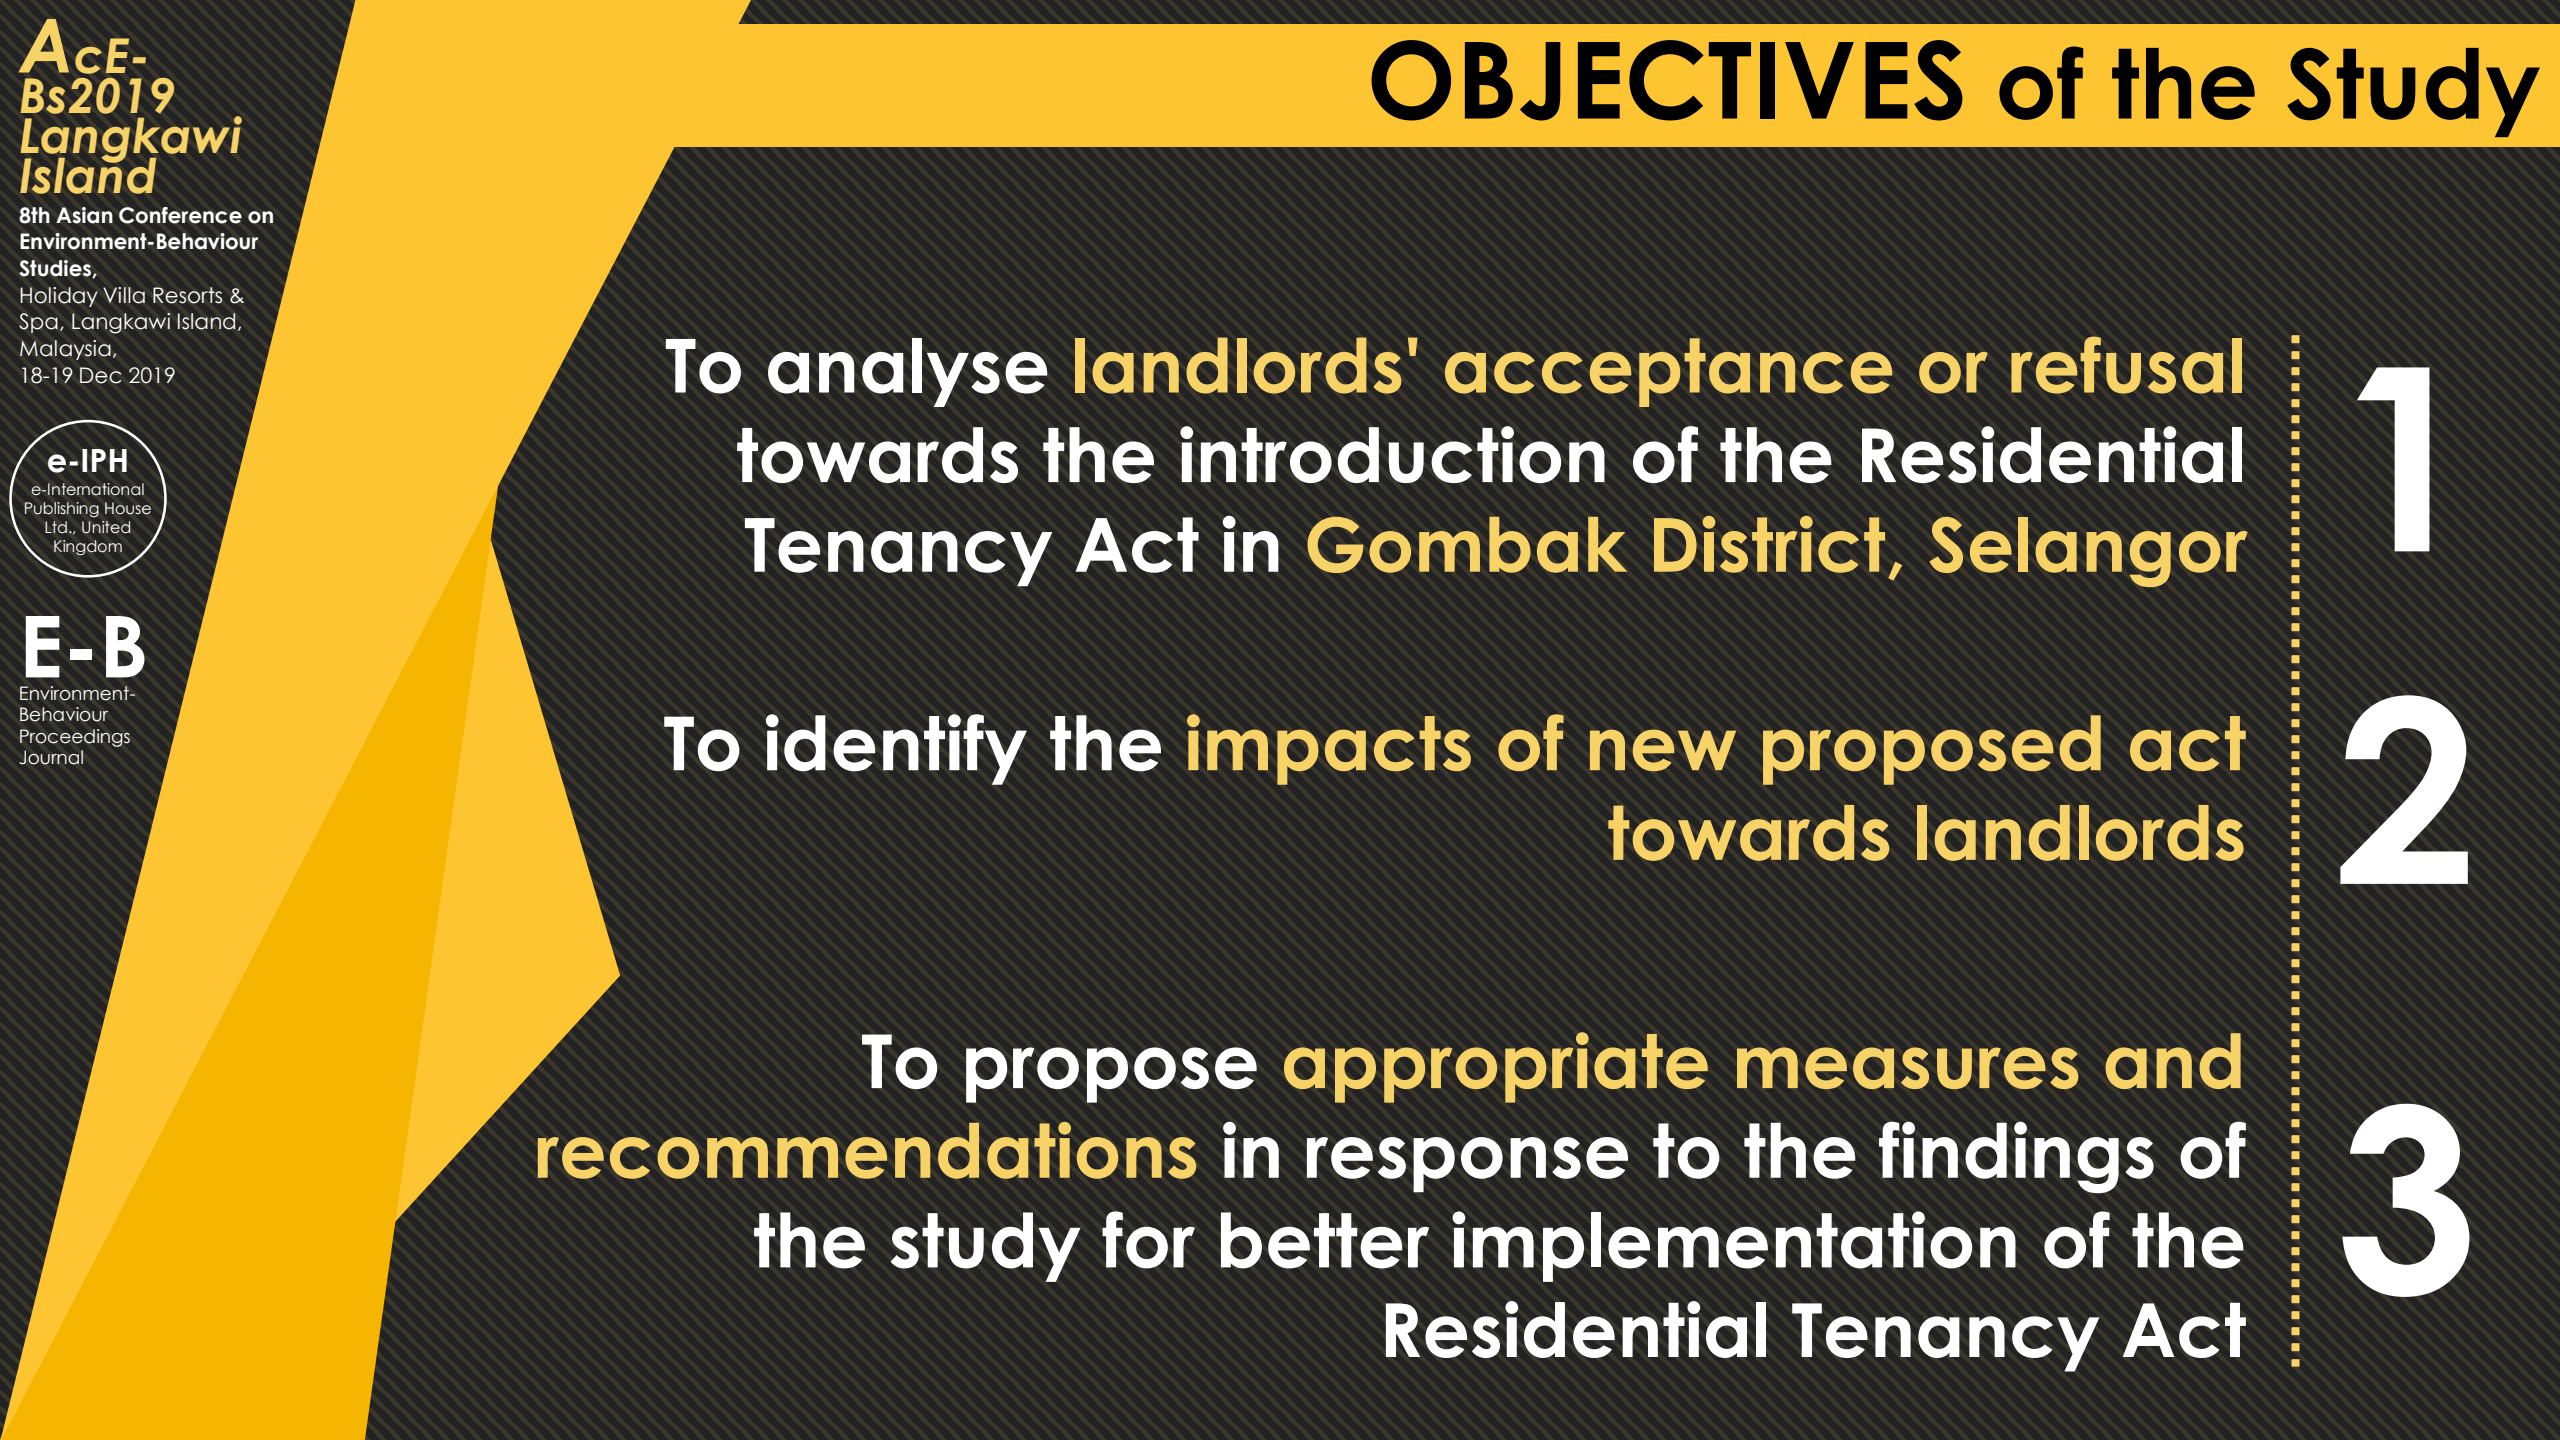 AcE-
Bs2019
Langkawi
Island
8th Asian Conference on
Environment-Behaviour
Studies,
Holiday Villa Resorts &
Spa, Langkawi Island,
Malaysia,
18-19 Dec 2019
e-IPH
e-International
Publishing House
Ltd., United
Kingdom
E-B
Environment-
Behaviour
Proceedings
Journal
OBJECTIVES of the Study
1
To analyse landlords' acceptance or refusal
towards the introduction of the Residential
Tenancy Act in Gombak District, Selangor
2
To identify the impacts of new proposed act
towards landlords
3
To propose appropriate measures and
recommendations in response to the findings of
the study for better implementation of the
Residential Tenancy Act